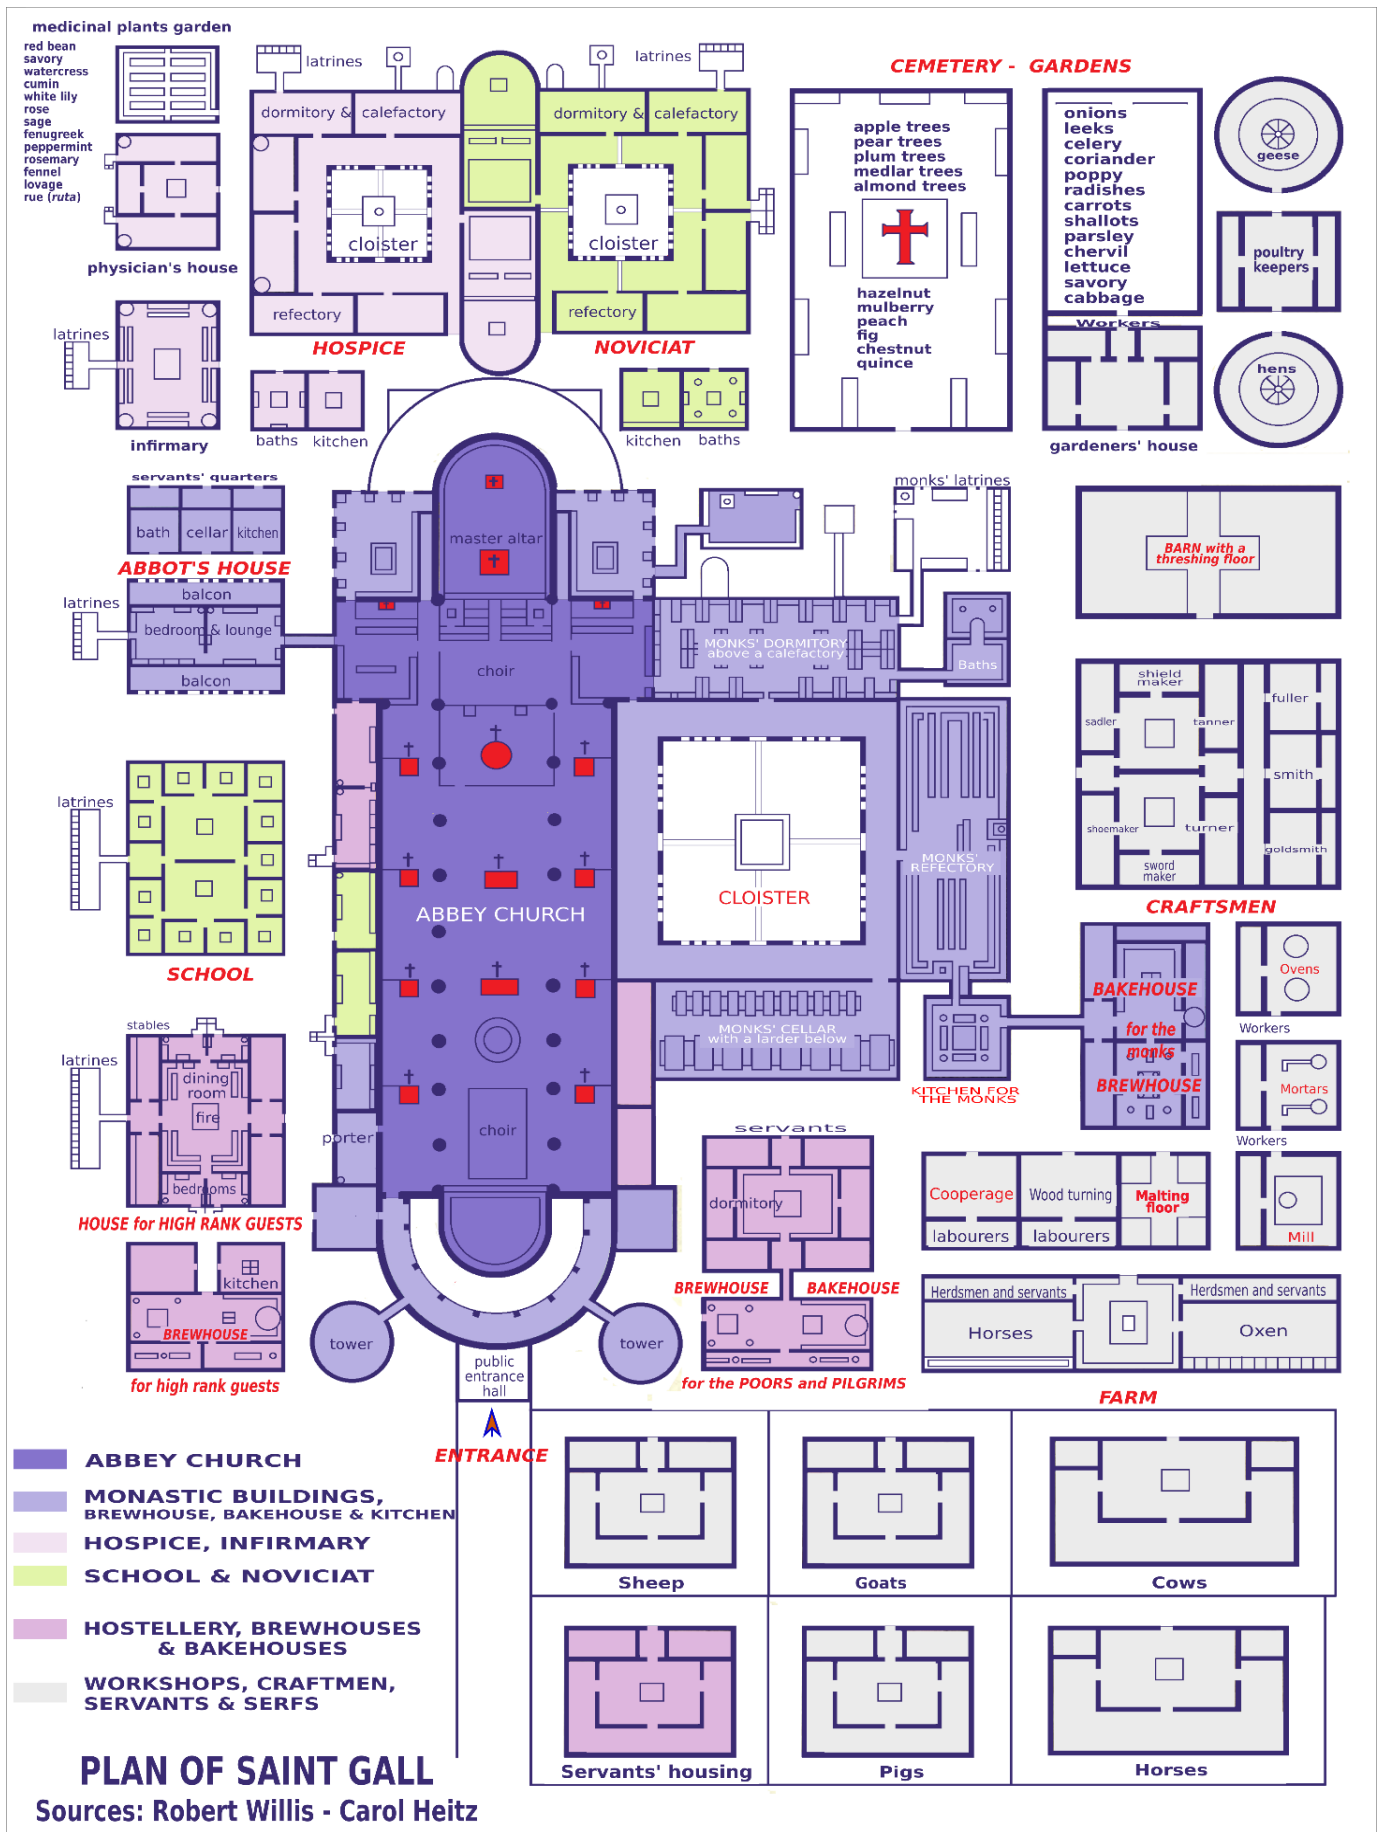 medicinal plants garden
red bean
savory
watercress
cumin
white lily
rose
sage
fenugreek
peppermint
rosemary
fennel
lovage
rue (ruta)
physician's house
latrines
infirmary
latrines
dormitory &
calefactory
cloister
refectory
HOSPICE
baths
kitchen
latrines
dormitory &
calefactory
cloister
refectory
NOVICIAT
kitchen
baths
CEMETERY - GARDENS
apple trees
pear trees
plum trees
medlar trees
almond trees
hazelnut
mulberry
peach
fig
chestnut
quince
onions
leeks
celery
coriander
poppy
radishes
carrots
shallots
parsley
chervil
lettuce
savory
cabbage
Workers
gardeners' house
geese
poultry
keepers
hens
servants' quarters
bath
cellar
kitchen
ABBOT'S HOUSE
latrines
balcon
bedroom & lounge
balcon
master altar
choir
ABBEY CHURCH
choir
monks' latrines
MONKS' DORMITORY
above a calefactory
Baths
CLOISTER
MONKS'
REFECTORY
MONKS' CELLAR
with a larder below
KITCHEN FOR
THE MONKS
BARN with a
threshing floor
shield
maker
sadler
tanner
fuller
smith
shoemaker
turner
goldsmith
sword
maker
CRAFTSMEN
BAKEHOUSE
for the
monks
BREWHOUSE
Ovens
Workers
Mortars
Workers
Mill
latrines
SCHOOL
stables
latrines
dining
room
fire
bedrooms
HOUSE for HIGH RANK GUESTS
kitchen
BREWHOUSE
for high rank guests
porter
tower
tower
public
entrance
hall
ENTRANCE
servants
dormitory
BREWHOUSE
BAKEHOUSE
for the POORS and PILGRIMS
Cooperage
Wood turning
Malting
floor
labourers
labourers
Herdsmen and servants
Herdsmen and servants
Horses
Oxen
FARM
Sheep
Goats
Cows
Servants' housing
Pigs
Horses
ABBEY CHURCH
MONASTIC BUILDINGS,
BREWHOUSE, BAKEHOUSE & KITCHEN
HOSPICE, INFIRMARY
SCHOOL & NOVICIAT
HOSTELLERY, BREWHOUSES
& BAKEHOUSES
WORKSHOPS, CRAFTMEN,
SERVANTS & SERFS
PLAN OF SAINT GALL
Sources: Robert Willis - Carol Heitz